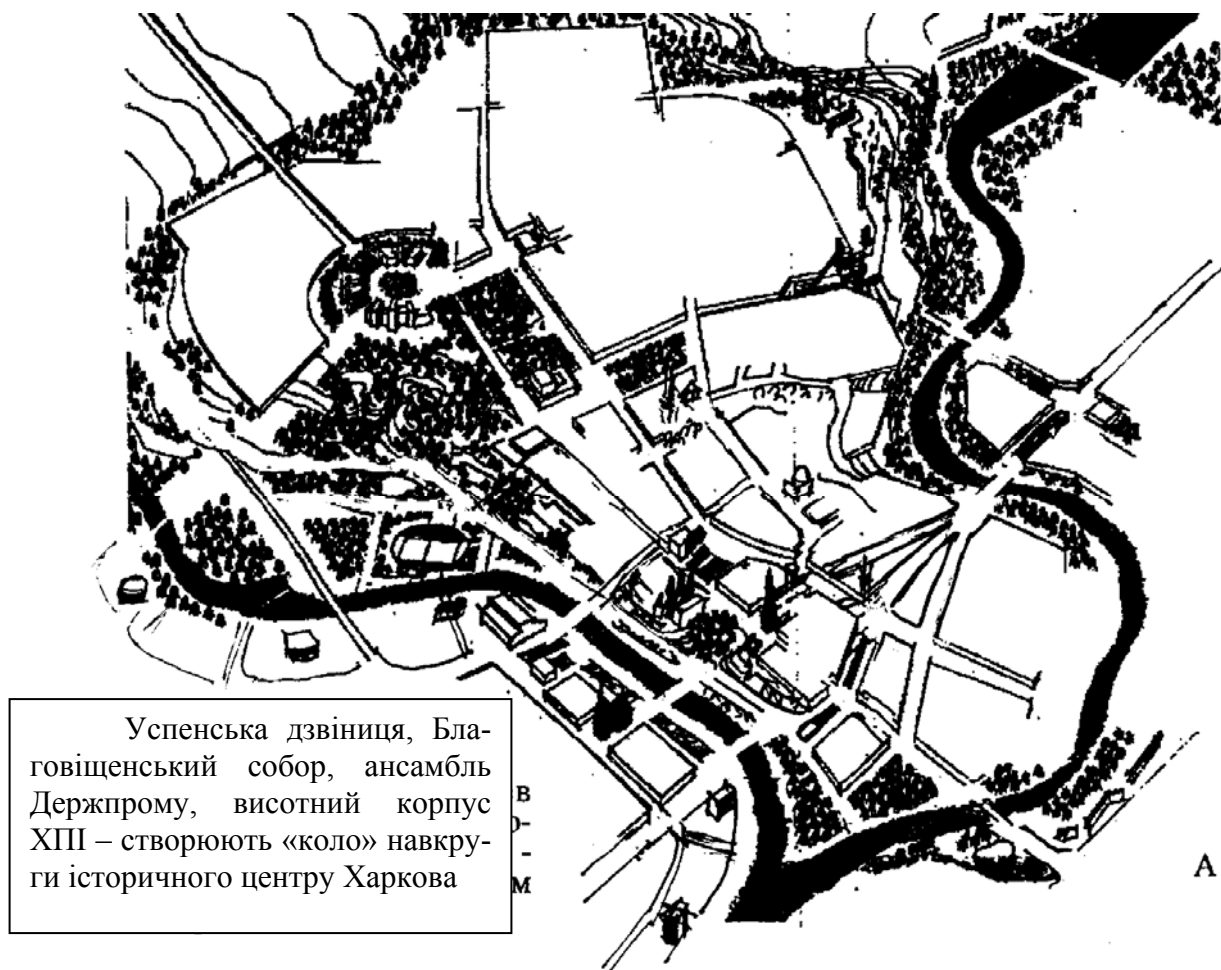 Успенська дзвіниця, Бла-
говіщенський собор, ансамбль
Держпрому, висотний корпус
ХПІ – створюють «коло» навкру-
ги історичного центру Харкова
в
о-
-
м
А